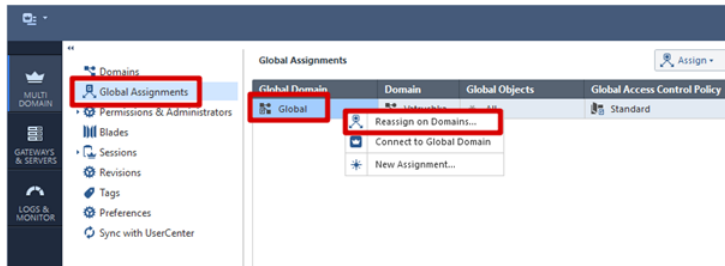 Domains
Global Assignments
Permissions & Administrators
Blades
Sessions
Revisions
Tags
Preferences
Sync with UserCenter
MULTI
DOMAIN
GATEWAYS
& SERVERS
LOGS &
MONITOR
Global Assignments
Assign
Global Domain Domain Global Objects Global Access Control Policy
Global All Standard
Reassign on Domains...
Connect to Global Domain
New Assignment...